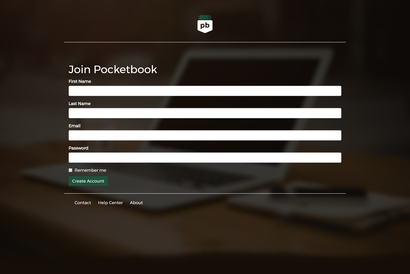 pb
Join Pocketbook
First Name
Last Name
Email
Password
Remember me
Create Account
Contact Help Center About